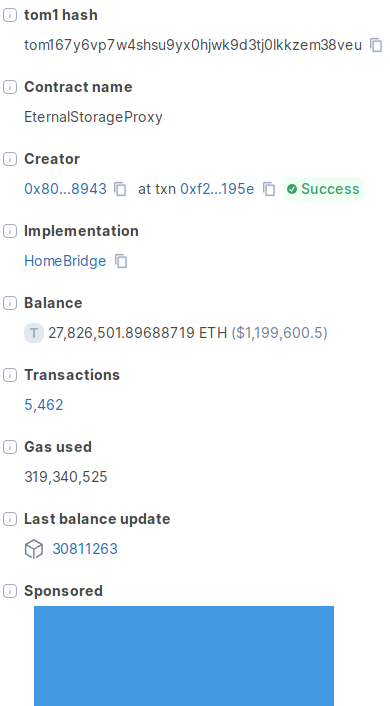 tom1 hash
tom167y6vp7w4shsu9yx0hjwk9d3tj0lkkzem38veu
Contract name
EternalStorageProxy
Creator
0x80...8943 at txn 0xf2...195e Success
Implementation
HomeBridge
Balance
T 27,826,501.89688719 ETH ($1,199,600.5)
Transactions
5,462
Gas used
319,340,525
Last balance update
30811263
Sponsored